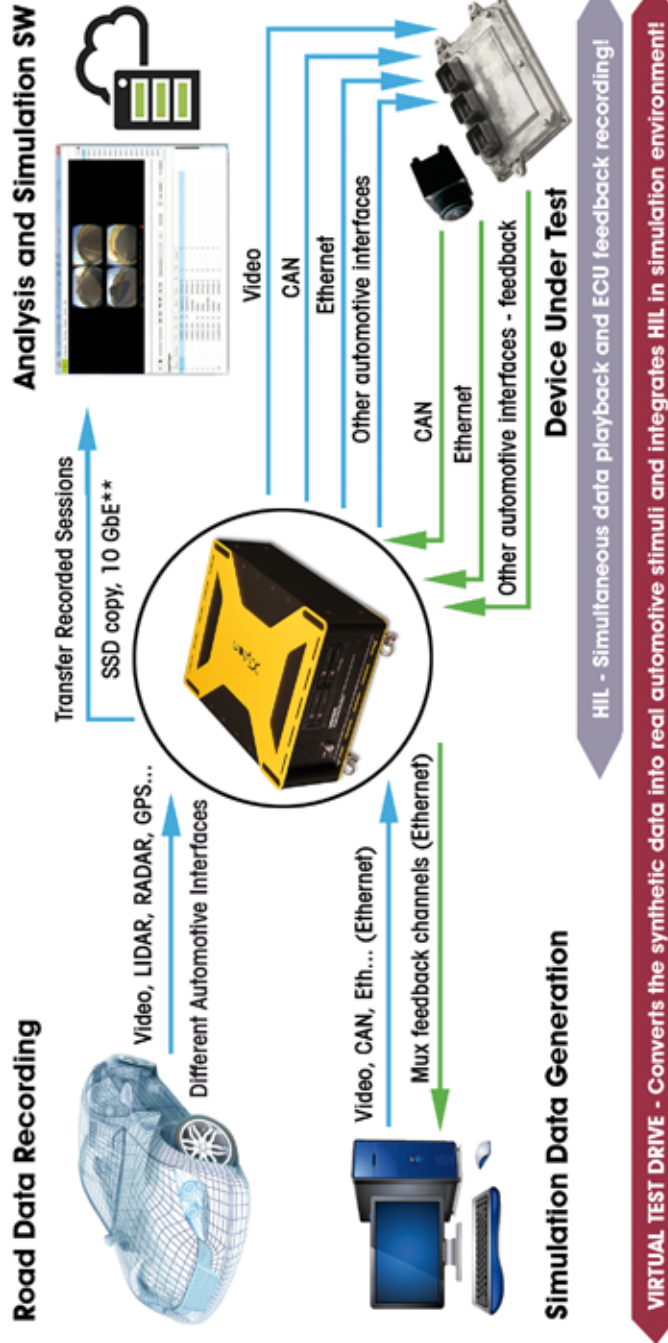 Road Data Recording
Video, LIDAR, RADAR, GPS...
Different Automotive Interfaces
Transfer Recorded Sessions
SSD copy, 10 GbE**
Analysis and Simulation SW
Video
CAN
Ethernet
Other automotive interfaces
CAN
Ethernet
Other automotive interfaces - feedback
Device Under Test
Video, CAN, Eth... (Ethernet)
Mux feedback channels (Ethernet)
Simulation Data Generation
HIL - Simultaneous data playback and ECU feedback recording!
VIRTUAL TEST DRIVE - Converts the synthetic data into real automotive stimuli and integrates HIL in simulation environment!